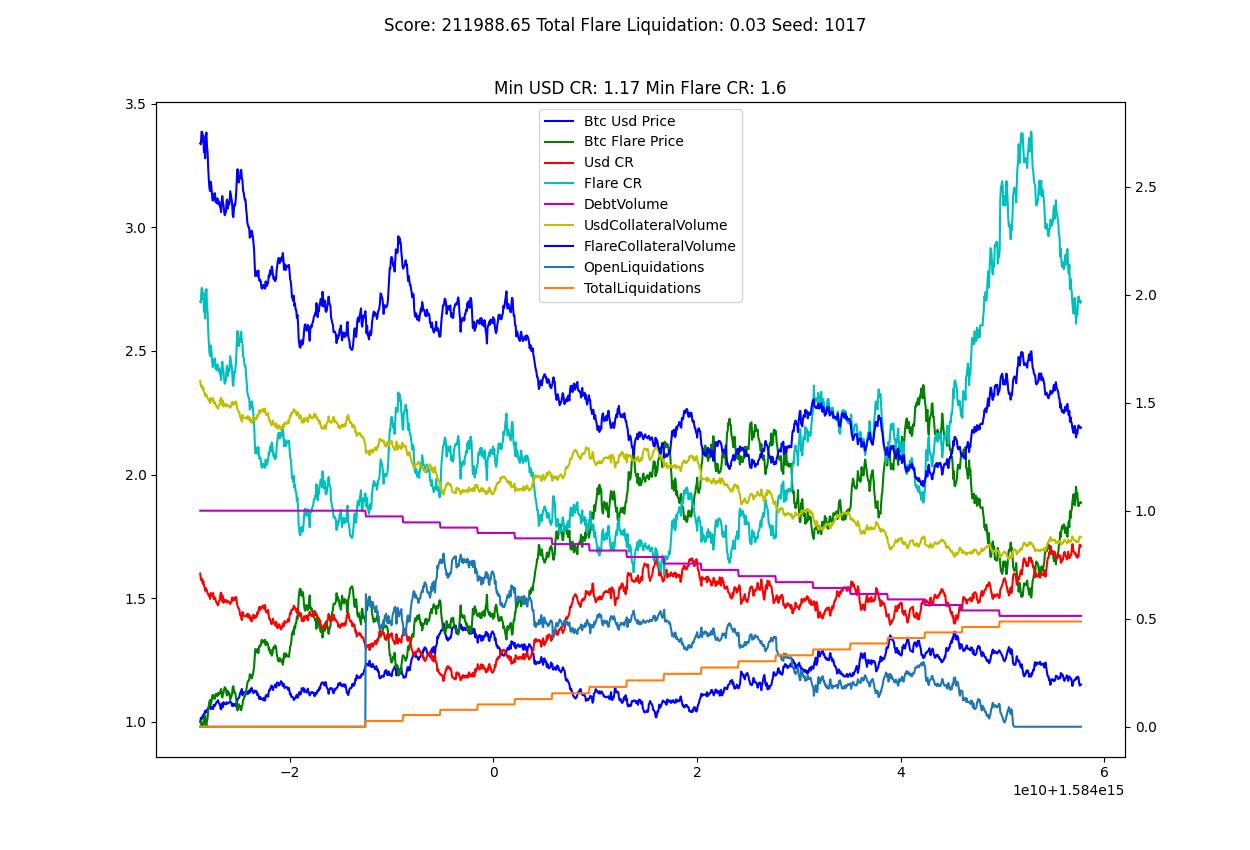 Score: 211988.65 Total Flare Liquidation: 0.03 Seed: 1017
Min USD CR: 1.17 Min Flare CR: 1.6
Btc Usd Price
Btc Flare Price
Usd CR
Flare CR
DebtVolume
UsdCollateralVolume
FlareCollateralVolume
OpenLiquidations
TotalLiquidations
3.5
3.0
2.5
2.0
1.5
1.0
2.5
2.0
1.5
1.0
0.5
0.0
−2 0 2 4 6
1e10+1.584e15